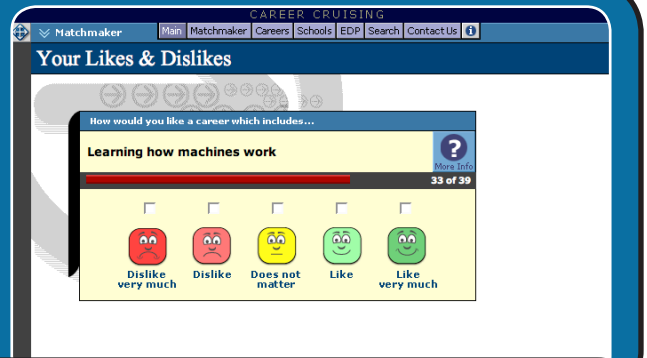 CAREER CRUISING
Matchmaker
Main Matchmaker Careers Schools EDP Search Contact Us i
Your Likes & Dislikes
How would you like a career which includes...
Learning how machines work
?
More Info
33 of 39
Dislike very much
Dislike
Does not matter
Like
Like very much